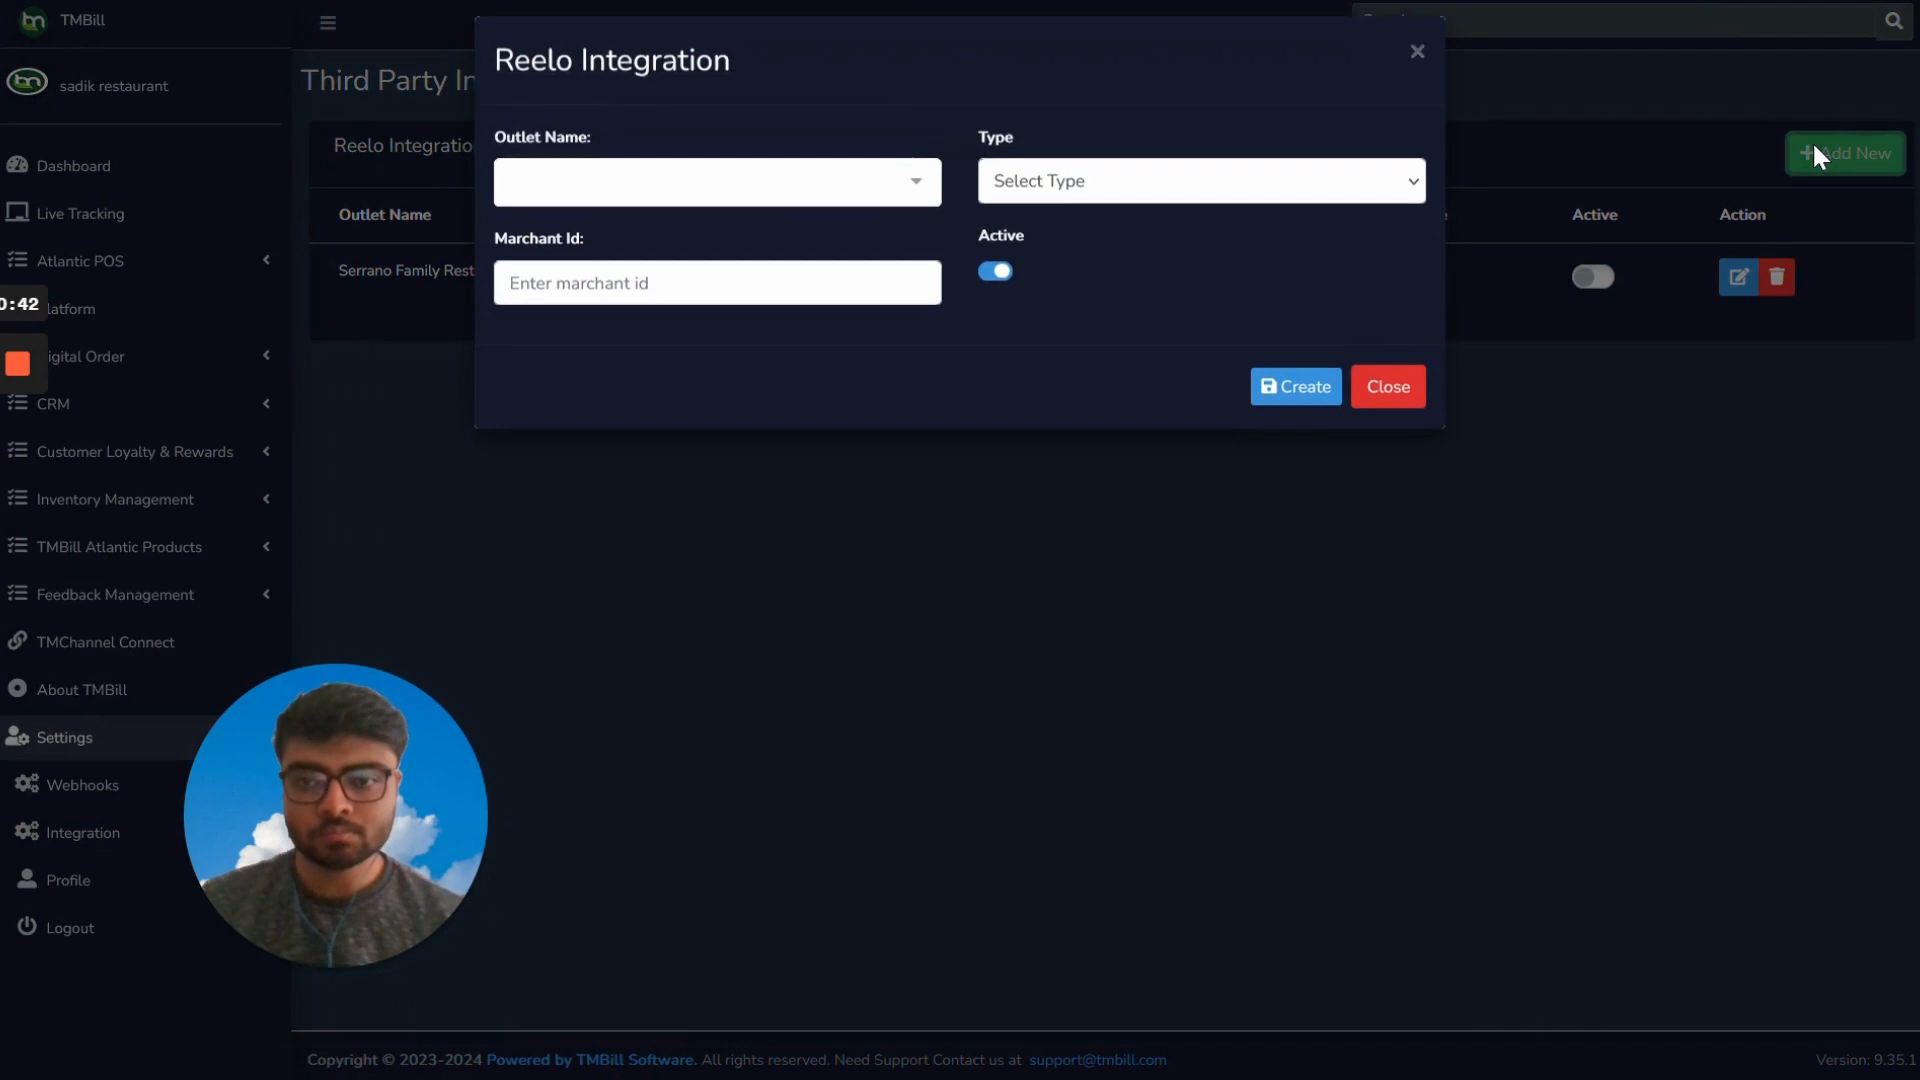 TMBill
sadik restaurant
Dashboard
Live Tracking
Atlantic POS
0:42
latform
igital Order
CRM
Customer Loyalty & Rewards
Inventory Management
TMBill Atlantic Products
Feedback Management
TMChannel Connect
About TMBill
Settings
Webhooks
Integration
Profile
Logout
Third Party In
Reelo Integratio
Add New
Outlet Name
Active
Action
Serrano Family Rest
Reelo Integration
×
Outlet Name:
Type
Select Type
Marchant Id:
Active
Enter marchant id
Create
Close
Copyright © 2023-2024 Powered by TMBill Software. All rights reserved. Need Support Contact us at support@tmbill.com
Version: 9.35.1